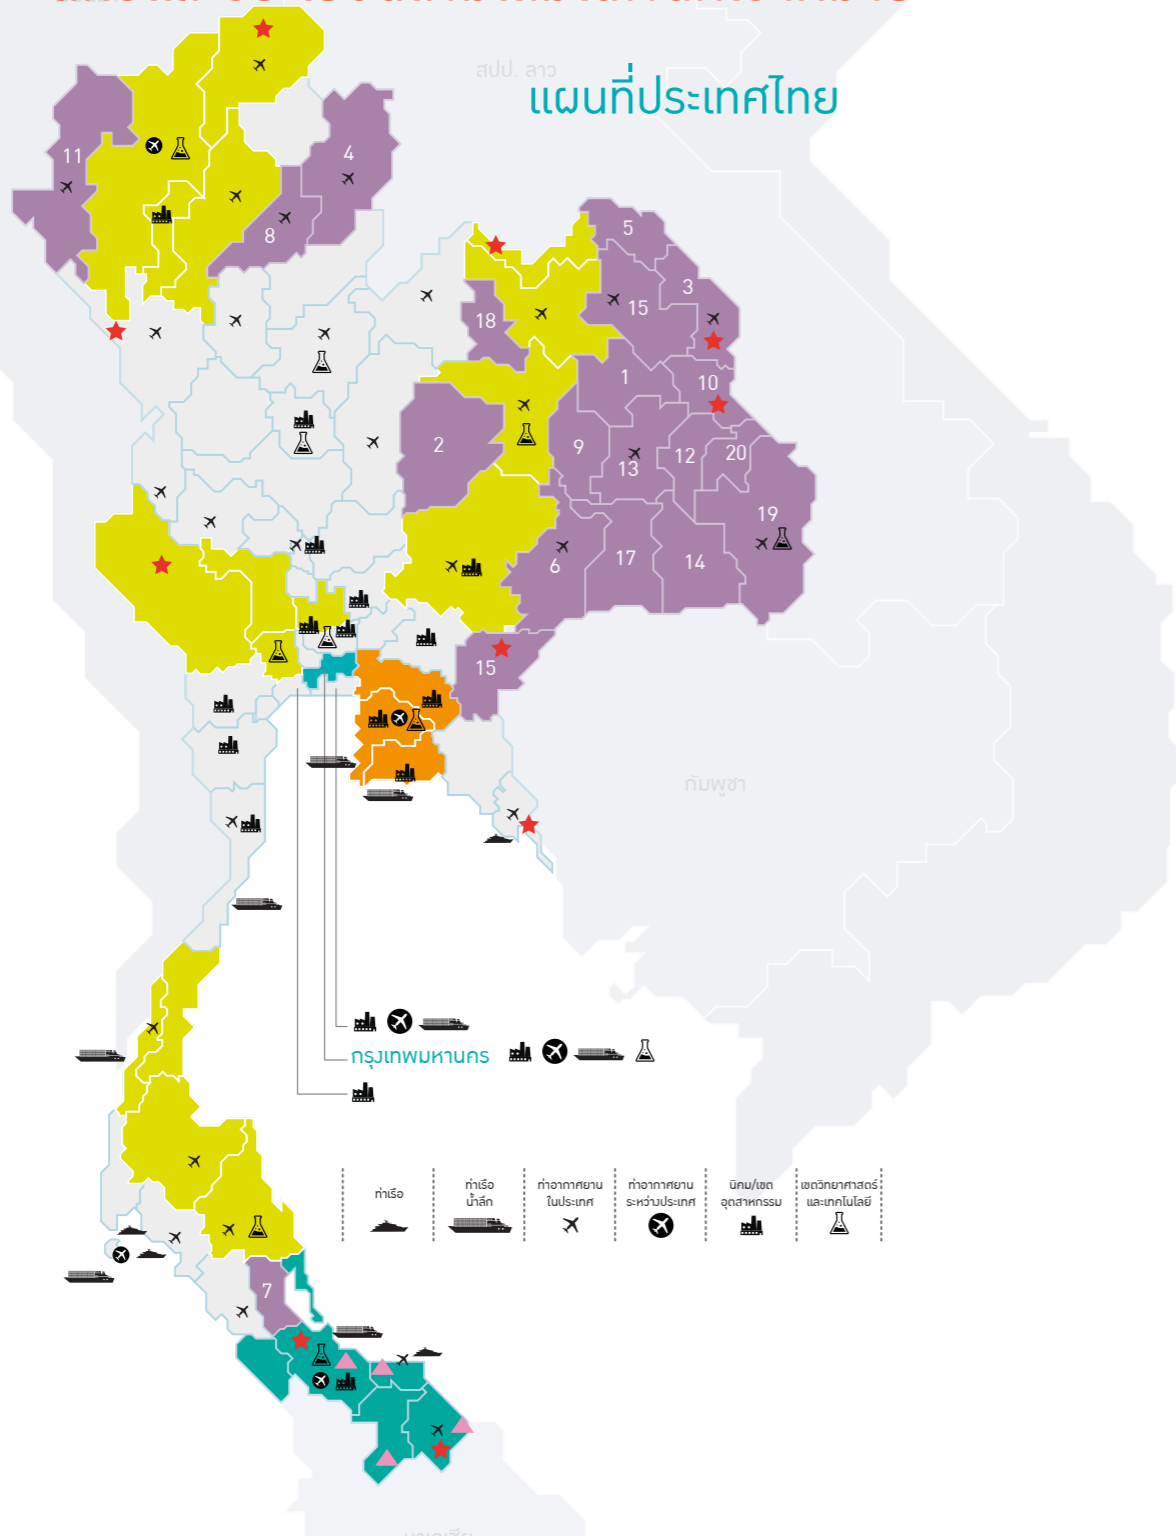 สปป. ลาว
แผนที่ประเทศไทย
11
4
8
5
3
15
18
1
10
2
9
13
12
20
19
6
17
14
15
กัมพูชา
กรุงเทพมหานคร
ท่าเรือ
ท่าเรือ
น้ำลึก
ท่าอากาศยาน
ในประเทศ
ท่าอากาศยาน
ระหว่างประเทศ
นิคม/เขต
อุตสาหกรรม
เขตวิทยาศาสตร์
และเทคโนโลยี
7